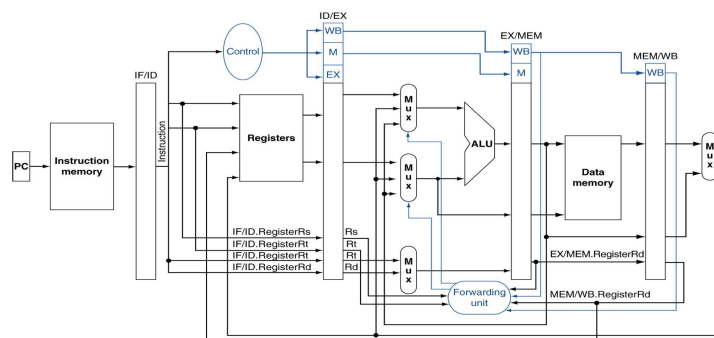 ID/EX
WB
EX/MEM
Control
M
WB
MEM/WB
IF/ID
EX
M
WB
Mux
Registers
Instruction
ALU
Mux
PC
Instruction memory
Mux
Data memory
IF/ID.RegisterRs
Rs
IF/ID.RegisterRt
Rt
IF/ID.RegisterRt
Rt
IF/ID.RegisterRd
Rd
Mux
EX/MEM.RegisterRd
Forwarding unit
MEM/WB.RegisterRd